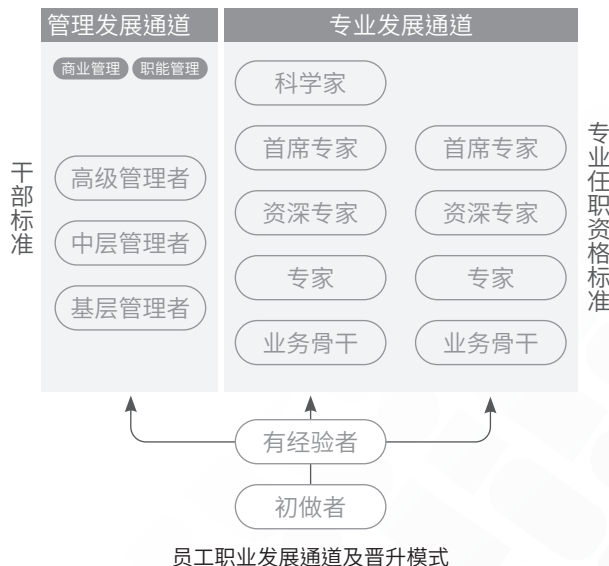 管理发展通道
专业发展通道
商业管理
职能管理
科学家
首席专家
首席专家
高级管理者
资深专家
资深专家
中层管理者
专家
专家
基层管理者
业务骨干
业务骨干
干部标准
专业任职资格标准
有经验者
初做者
员工职业发展通道及晋升模式